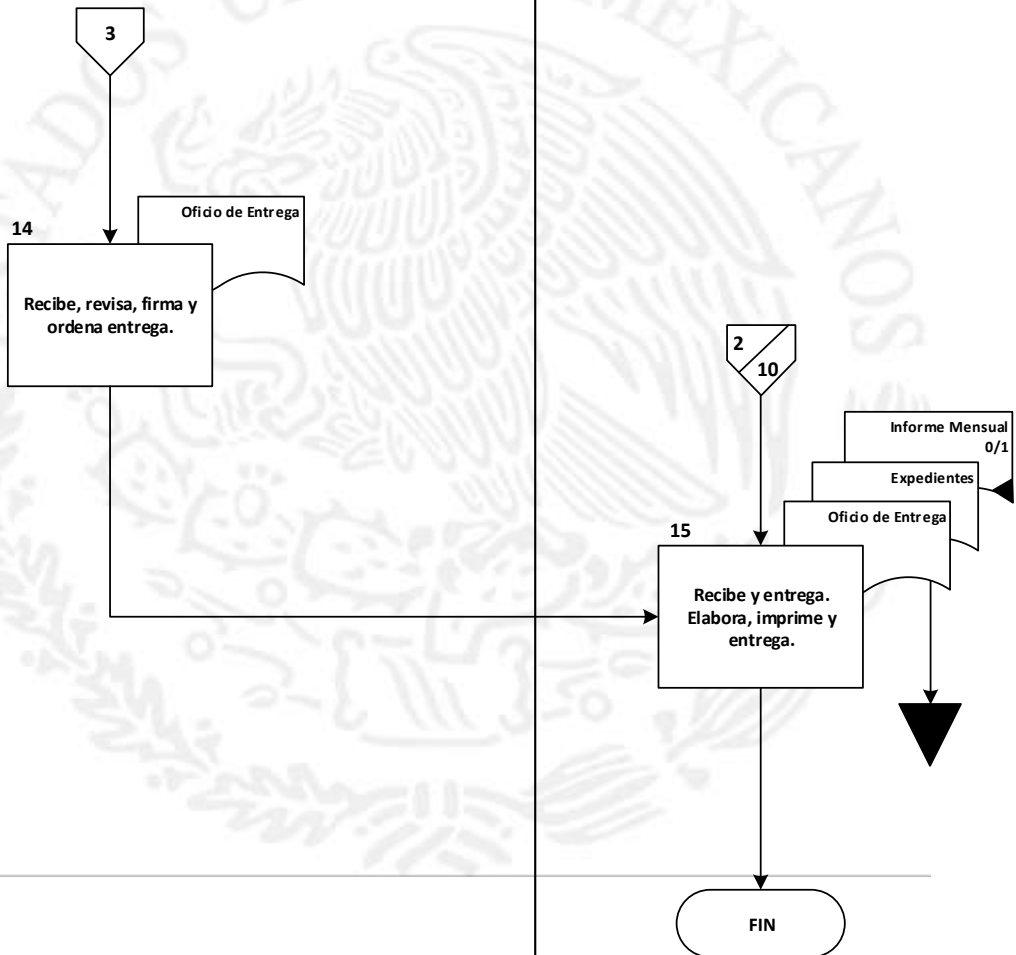 3
Oficio de Entrega
14
Recibe, revisa, firma y
ordena entrega.
2
10
Informe Mensual
0/1
Expedientes
Oficio de Entrega
15
Recibe y entrega.
Elabora, imprime y
entrega.
FIN
MEXICANOS